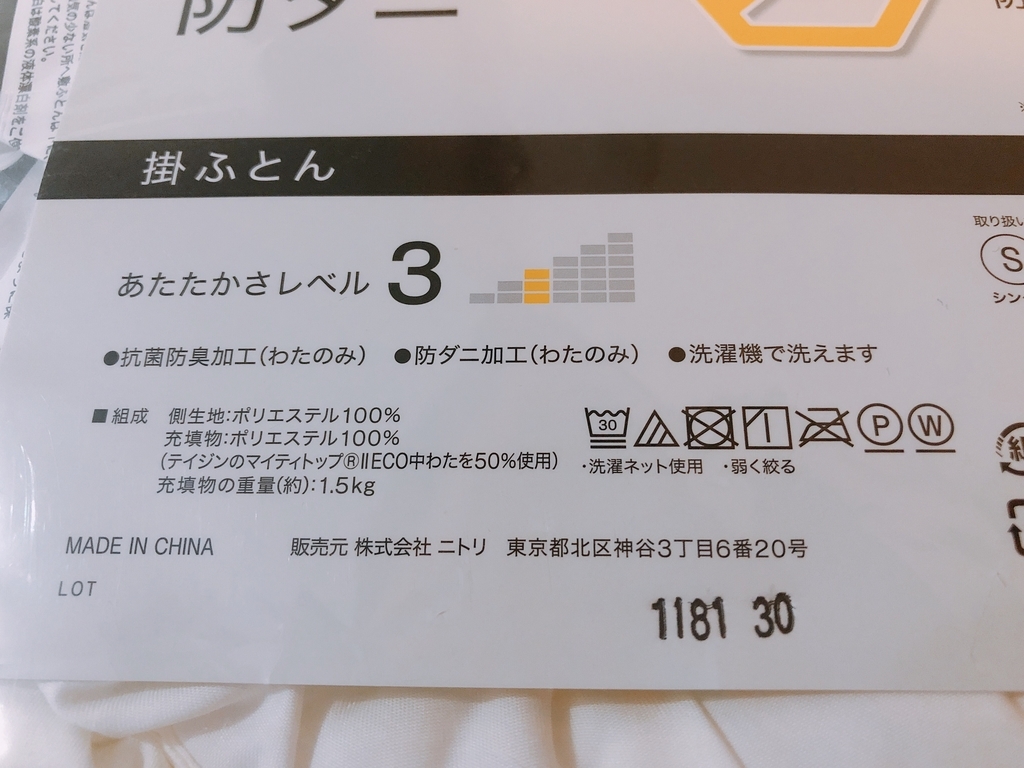 防ダニ
掛ふとん
あたたかさレベル 3
取り扱い
S
●抗菌防臭加工(わたのみ) ●防ダニ加工(わたのみ) ●洗濯機で洗えます
■組成 側生地:ポリエステル100%
充填物:ポリエステル100%
(テイジンのマイティトップ®ⅡECO中わたを50%使用)
充填物の重量(約):1.5kg
30 P W
・洗濯ネット使用 ・弱く絞る
MADE IN CHINA 販売元 株式会社 ニトリ 東京都北区神谷3丁目6番20号
LOT
1181 30